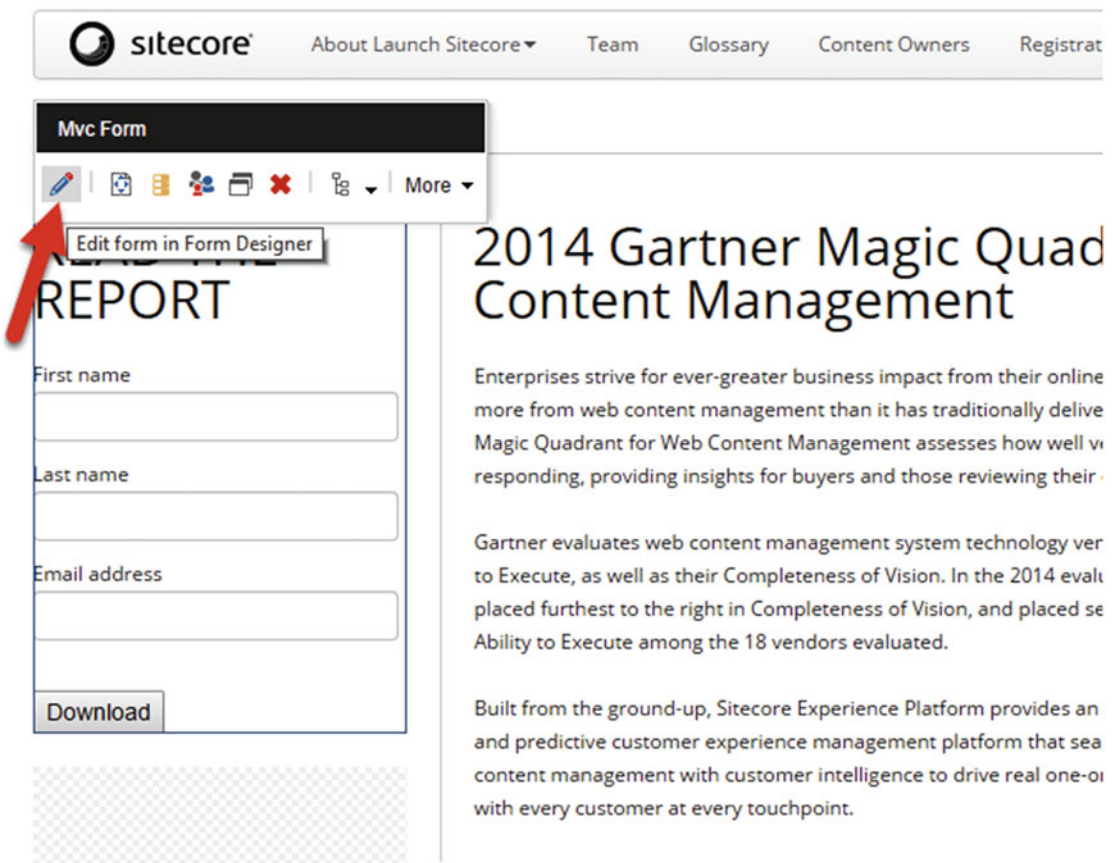 sitecore
About Launch Sitecore Team Glossary Content Owners
Mvc Form
More
Edit form in Form Designer
REPORT
First name
Last name
Email address
Download
2014 Gartner Magic
Content Management
Enterprises strive for ever-greater business impact from their online
more from web content management than it has traditionally
Magic Quadrant for Web Content Management assesses how well
responding, providing insights for buyers and those reviewing their
Gartner evaluates web content management system technology
to Execute, as well as their Completeness of Vision. In the 2014
placed furthest to the right in Completeness of Vision, and placed
Ability to Execute among the 18 vendors evaluated.
Built from the ground-up, Sitecore Experience Platform provides an
and predictive customer experience management platform that
content management with customer intelligence to drive real
with every customer at every touchpoint.